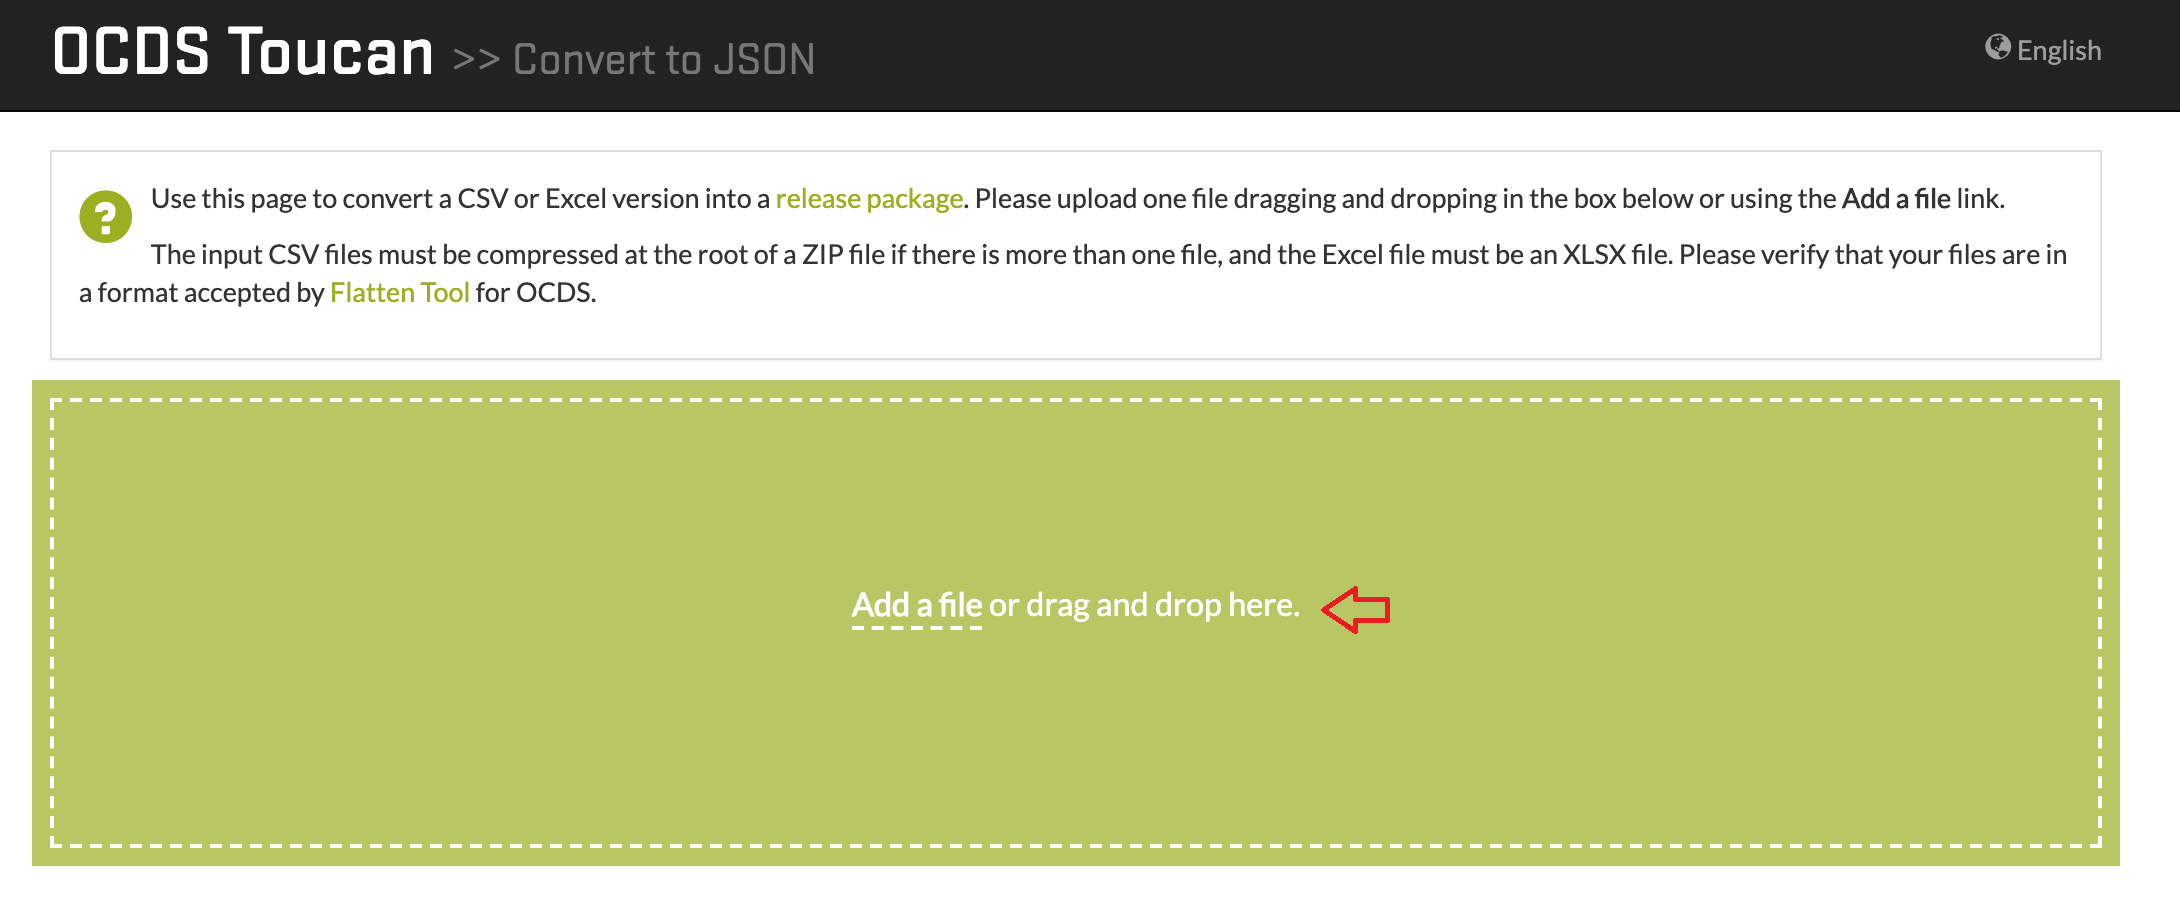 OCDS Toucan >> Convert to JSON
English
? Use this page to convert a CSV or Excel version into a release package. Please upload one file dragging and dropping in the box below or using the Add a file link.
The input CSV files must be compressed at the root of a ZIP file if there is more than one file, and the Excel file must be an XLSX file. Please verify that your files are in
a format accepted by Flatten Tool for OCDS.
Add a file or drag and drop here.